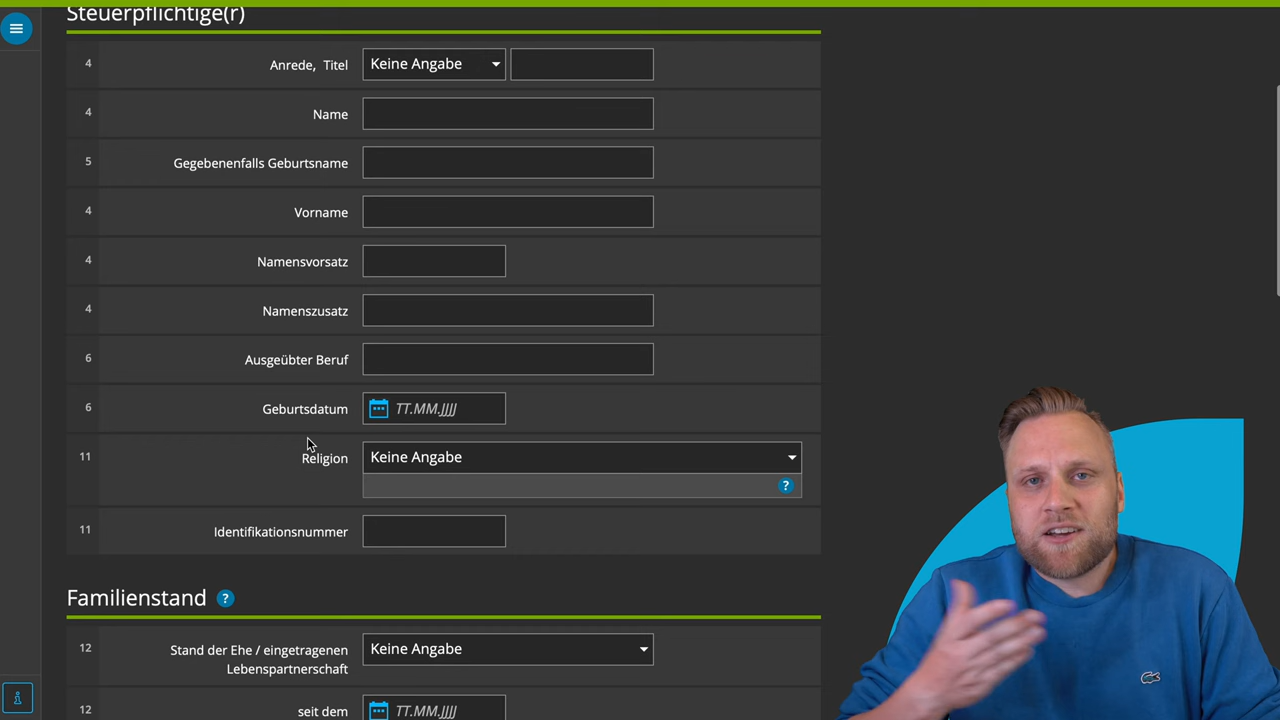 Steuerpflichtige(r)
4 Anrede, Titel Keine Angabe
4 Name
5 Gegebenenfalls Geburtsname
4 Vorname
4 Namensvorsatz
4 Namenszusatz
6 Ausgeübter Beruf
6 Geburtsdatum TT.MM.JJJJ
11 Religion Keine Angabe
?
11 Identifikationsnummer
Familienstand ?
12 Stand der Ehe / eingetragenen Keine Angabe
Lebenspartnerschaft
12 seit dem TT.MM.JJJJ